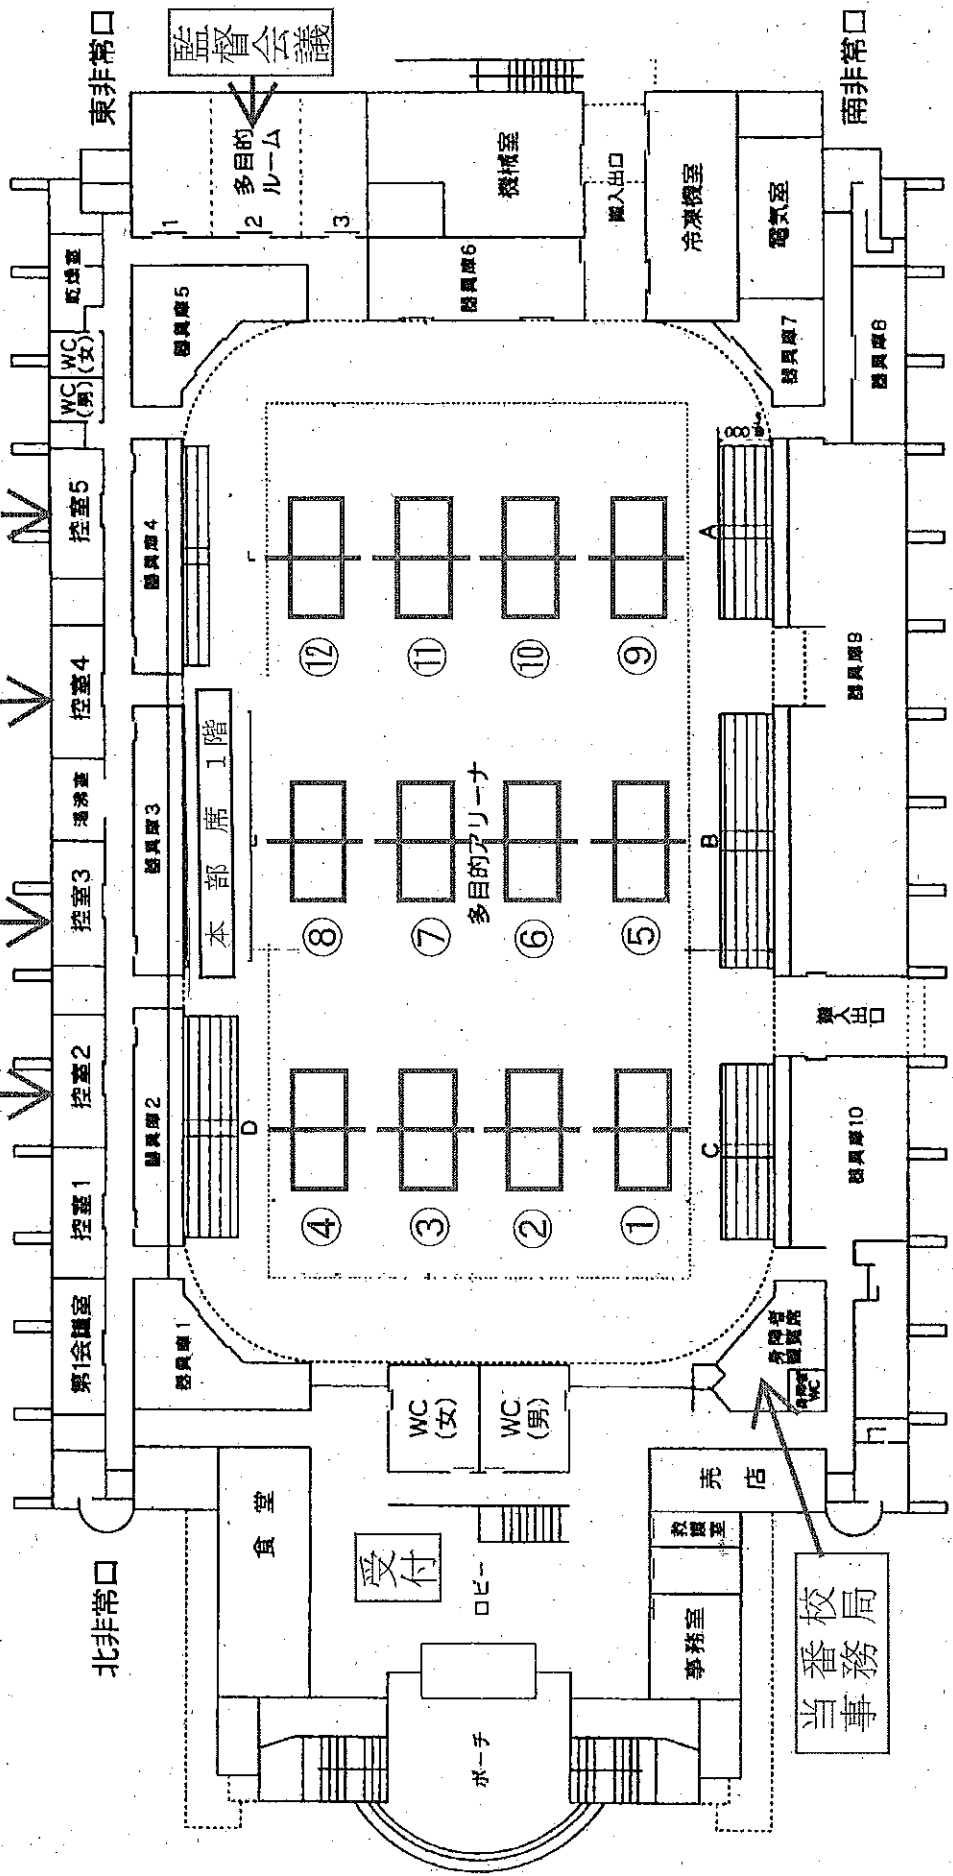 北非常口
東非常口
南非常口
監督会議
第1会議室
控室1
控室2
控室3
湯沸室
控室4
控室5
WC
(男)
WC
(女)
乾燥室
器具庫1
器具庫2
器具庫3
器具庫4
器具庫5
多目的
ルーム
1
2
3
本部席 1階
D
E
F
食堂
WC
(女)
WC
(男)
受付
ロビー
ポーチ
④
③
②
①
⑧
⑦
⑥
⑤
多目的アリーナ
⑫
⑪
⑩
⑨
器具庫6
機械室
搬入出口
冷凍機室
電気室
器具庫7
器具庫8
C
B
A
売店
救護室
事務室
身障者
観覧席
身障者
WC
器具庫10
搬入出口
器具庫9
当番校
事務局